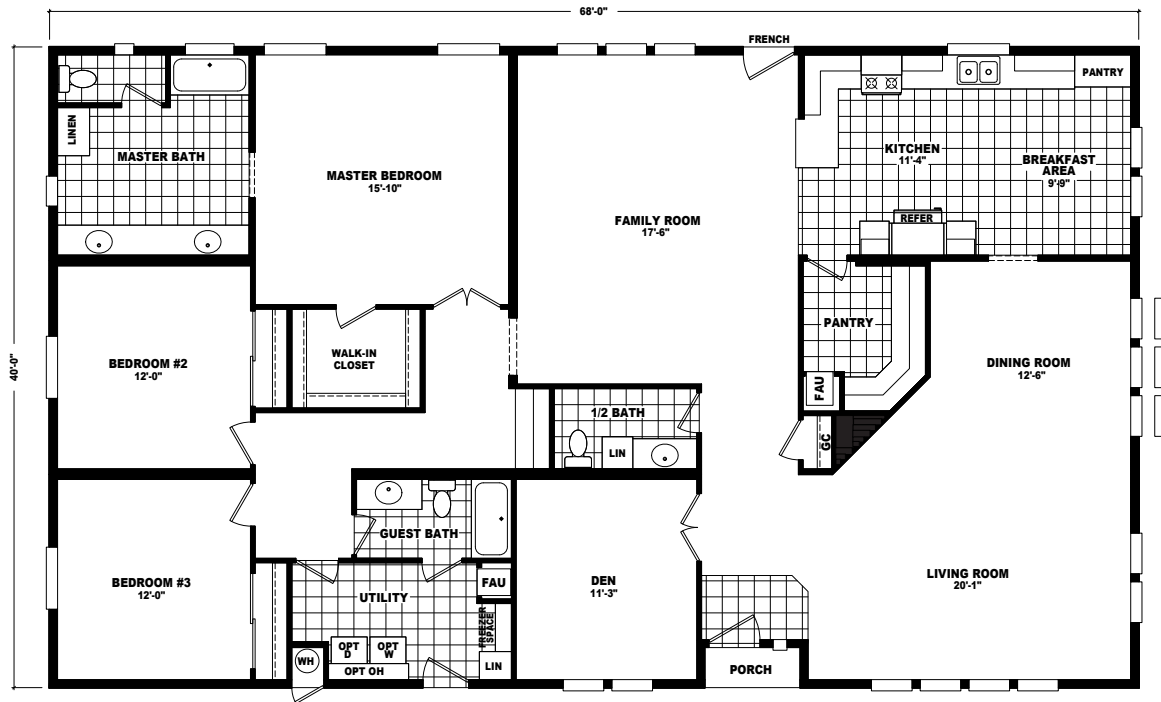 68'-0"
FRENCH
PANTRY
LINEN
MASTER BATH
MASTER BEDROOM
15'-10"
KITCHEN
11'-4"
BREAKFAST
AREA
9'-9"
FAMILY ROOM
17'-6"
REFER
40'-0"
BEDROOM #2
12'-0"
WALK-IN
CLOSET
PANTRY
DINING ROOM
12'-6"
FAU
1/2 BATH
LIN
GC
GUEST BATH
BEDROOM #3
12'-0"
UTILITY
FAU
DEN
11'-3"
LIVING ROOM
20'-1"
FREEZER
SPACE
OPT
D
OPT
W
WH
OPT OH
LIN
PORCH